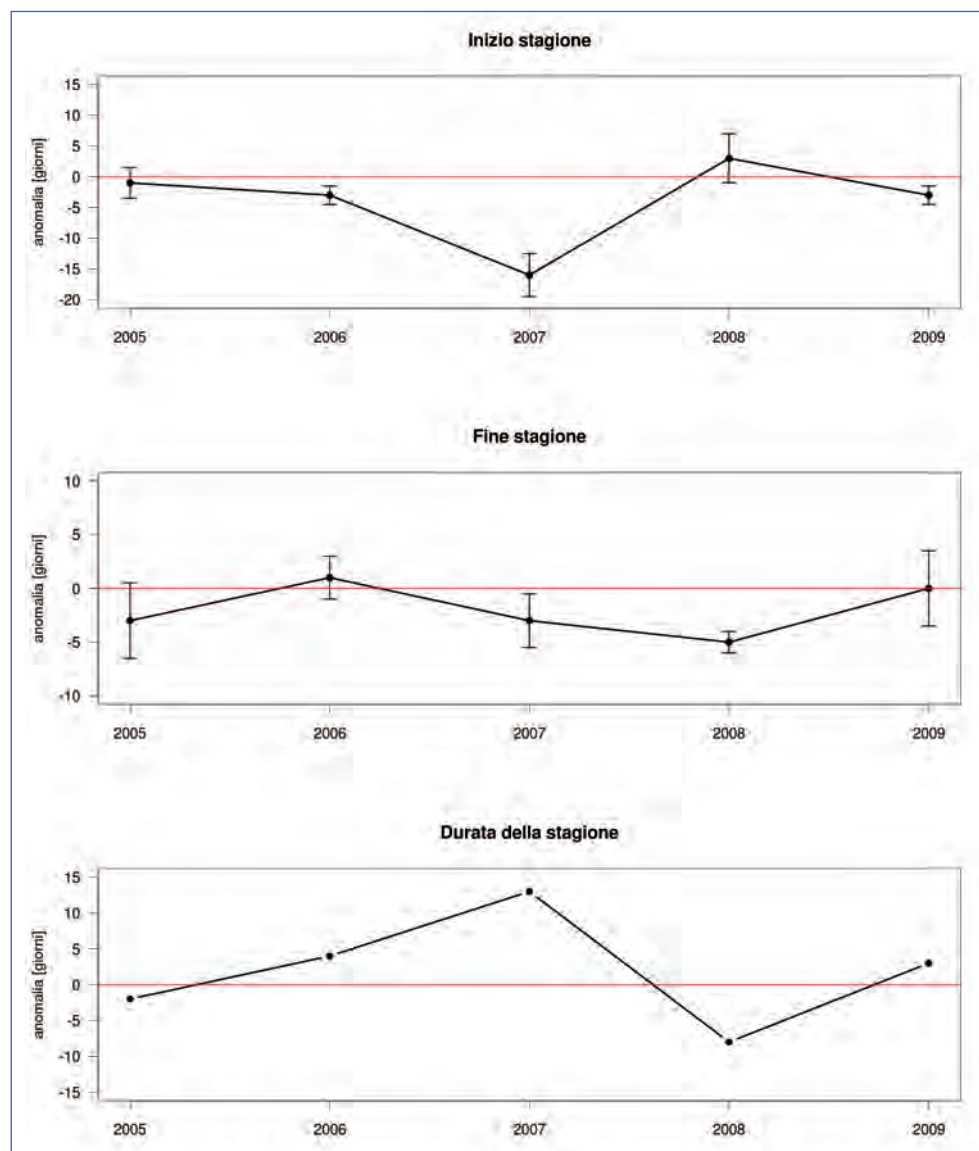 Inizio stagione
anomalia [giorni]
15
10
5
0
-5
-10
-15
-20
2005 2006 2007 2008 2009
Fine stagione
anomalia [giorni]
10
5
0
-5
-10
2005 2006 2007 2008 2009
Durata della stagione
anomalia [giorni]
15
10
5
0
-5
-10
-15
2005 2006 2007 2008 2009